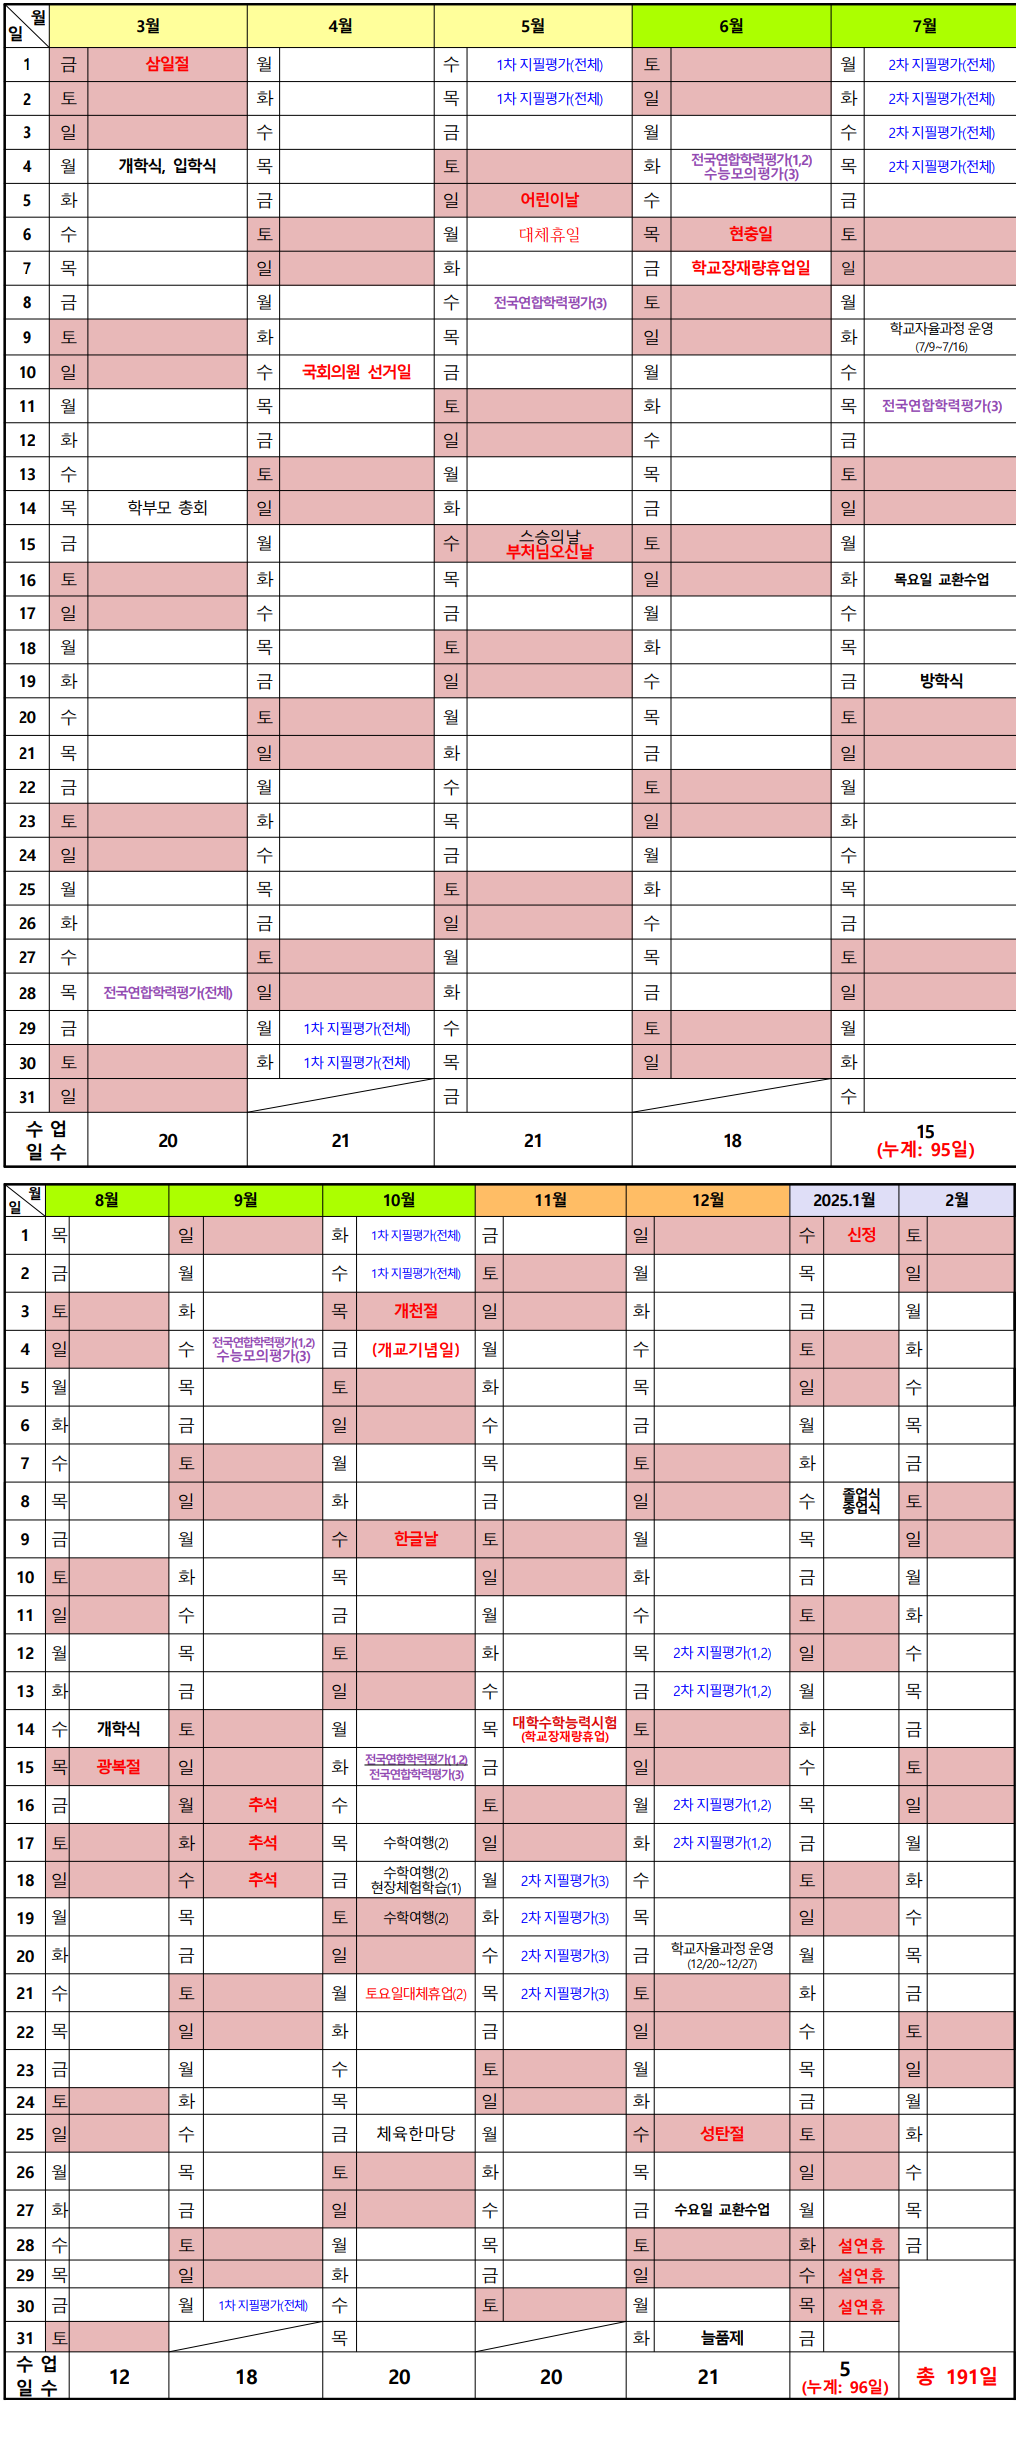 월
일 3월 4월 5월 6월 7월
1 금 삼일절 월 수 1차 지필평가(전체) 토 월 2차 지필평가(전체)
2 토 화 목 1차 지필평가(전체) 일 화 2차 지필평가(전체)
3 일 수 금 월 수 2차 지필평가(전체)
4 월 개학식, 입학식 목 토 화 전국연합학력평가(1,2) 목 2차 지필평가(전체)
수능모의평가(3)
5 화 금 일 어린이날 수 금
6 수 토 월 대체휴일 목 현충일 토
7 목 일 화 금 학교장재량휴업일 일
8 금 월 수 전국연합학력평가(3) 토 월
9 토 화 목 일 화 학교자율과정 운영
(7/9~7/16)
10 일 수 국회의원 선거일 금 월 수
11 월 목 토 화 목 전국연합학력평가(3)
12 화 금 일 수 금
13 수 토 월 목 토
14 목 학부모 총회 일 화 금 일
15 금 월 수 스승의날 토 월
부처님오신날
16 토 화 목 일 화 목요일 교환수업
17 일 수 금 월 수
18 월 목 토 화 목
19 화 금 일 수 금 방학식
20 수 토 월 목 토
21 목 일 화 금 일
22 금 월 수 토 월
23 토 화 목 일 화
24 일 수 금 월 수
25 월 목 토 화 목
26 화 금 일 수 금
27 수 토 월 목 토
28 목 전국연합학력평가(전체) 일 화 금 일
29 금 월 1차 지필평가(전체) 수 토 월
30 토 화 1차 지필평가(전체) 목 일 화
31 일 금 수
수 업
일 수 20 21 21 18 15
(누계: 95일)
월
일 8월 9월 10월 11월 12월 2025.1월 2월
1 목 일 화 1차 지필평가(전체) 금 일 수 신정 토
2 금 월 수 1차 지필평가(전체) 토 월 목 일
3 토 화 목 개천절 일 화 금 월
4 일 수 전국연합학력평가(1,2) 금 (개교기념일) 월 수 토 화
수능모의평가(3)
5 월 목 토 화 목 일 수
6 화 금 일 수 금 월 목
7 수 토 월 목 토 화 금
8 목 일 화 금 일 수 졸업식 토
종업식
9 금 월 수 한글날 토 월 목 일
10 토 화 목 일 화 금 월
11 일 수 금 월 수 토 화
12 월 목 토 화 목 2차 지필평가(1,2) 일 수
13 화 금 일 수 금 2차 지필평가(1,2) 월 목
14 수 개학식 토 월 목 대학수학능력시험 토 화 금
(학교장재량휴업)
15 목 광복절 일 화 전국연합학력평가(1,2) 금 일 수 토
전국연합학력평가(3)
16 금 월 추석 수 토 월 2차 지필평가(1,2) 목 일
17 토 화 추석 목 수학여행(2) 일 화 2차 지필평가(1,2) 금 월
18 일 수 추석 금 수학여행(2) 월 2차 지필평가(3) 수 토 화
현장체험학습(1)
19 월 목 토 수학여행(2) 화 2차 지필평가(3) 목 일 수
20 화 금 일 수 2차 지필평가(3) 금 학교자율과정 운영 월 목
(12/20~12/27)
21 수 토 월 토요일대체휴업(2) 목 2차 지필평가(3) 토 화 금
22 목 일 화 금 일 수 토
23 금 월 수 토 월 목 일
24 토 화 목 일 화 금 월
25 일 수 금 체육한마당 월 수 성탄절 토 화
26 월 목 토 화 목 일 수
27 화 금 일 수 금 수요일 교환수업 월 목
28 수 토 월 목 토 화 설연휴 금
29 목 일 화 금 일 수 설연휴
30 금 월 1차 지필평가(전체) 수 토 월 목 설연휴
31 토 목 화 늘품제 금
수 업
일 수 12 18 20 20 21 5 총 191일
(누계: 96일)